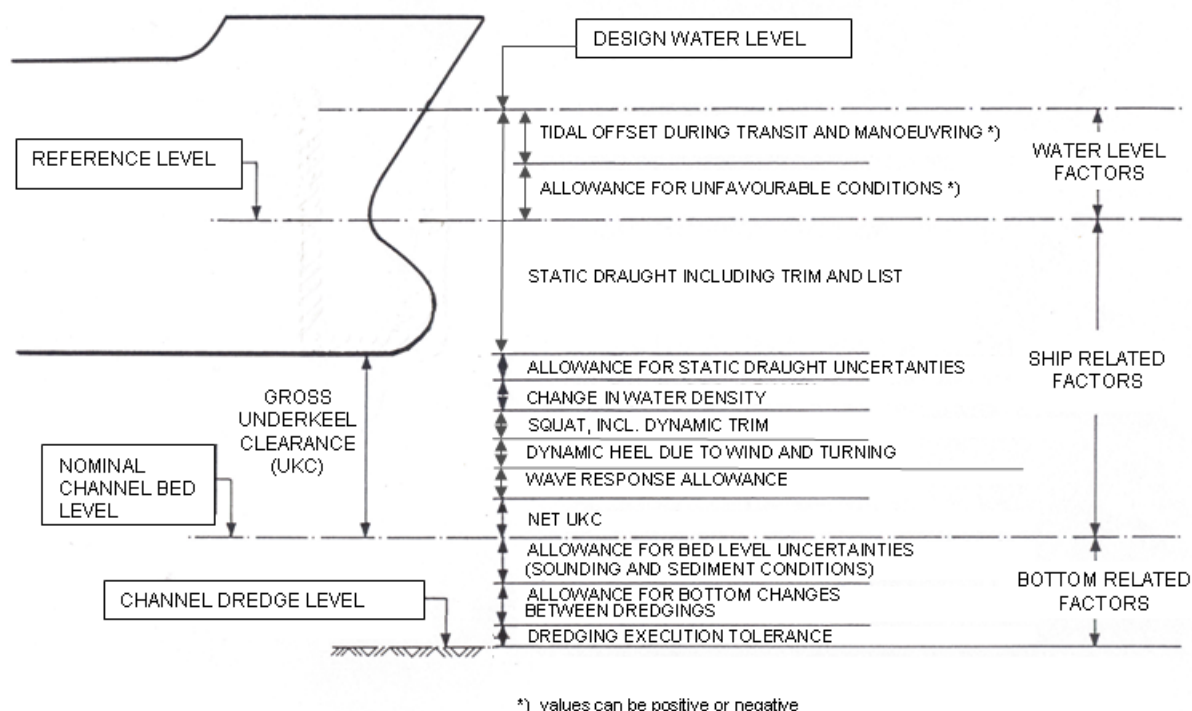 DESIGN WATER LEVEL
TIDAL OFFSET DURING TRANSIT AND MANOEUVRING *)
REFERENCE LEVEL
WATER LEVEL
FACTORS
ALLOWANCE FOR UNFAVOURABLE CONDITIONS *)
STATIC DRAUGHT INCLUDING TRIM AND LIST
ALLOWANCE FOR STATIC DRAUGHT UNCERTANTIES
SHIP RELATED
FACTORS
CHANGE IN WATER DENSITY
GROSS
UNDERKEEL
CLEARANCE
(UKC)
SQUAT, INCL. DYNAMIC TRIM
DYNAMIC HEEL DUE TO WIND AND TURNING
NOMINAL
CHANNEL BED
LEVEL
WAVE RESPONSE ALLOWANCE
NET UKC
ALLOWANCE FOR BED LEVEL UNCERTAINTIES
(SOUNDING AND SEDIMENT CONDITIONS)
BOTTOM RELATED
FACTORS
CHANNEL DREDGE LEVEL
ALLOWANCE FOR BOTTOM CHANGES
BETWEEN DREDGINGS
DREDGING EXECUTION TOLERANCE
*) values can be positive or negative